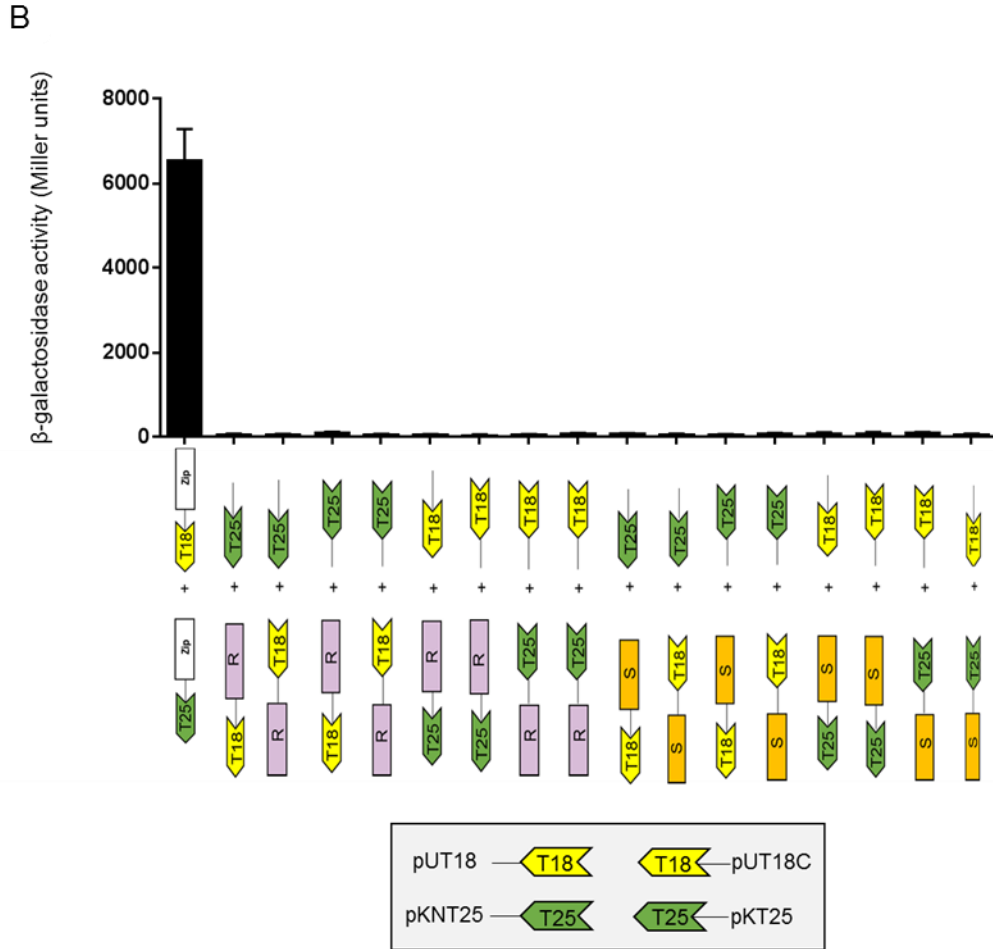 B
β-galactosidase activity (Miller units)
8000
6000
4000
2000
0
Zip
T18 T25 T25 T25 T25 T18 T18 T18 T18 T25 T25 T25 T25 T18 T18 T18 T18
+ + + + + + + + + + + + + + + + +
Zip R T18 R T18 R R T25 T25 S T18 S T18 S S T25 T25
T25 T18 R T18 R T25 T25 R R T18 S T18 S T25 T25 S S
pUT18 T18 T18 pUT18C
pKNT25 T25 T25 pKT25